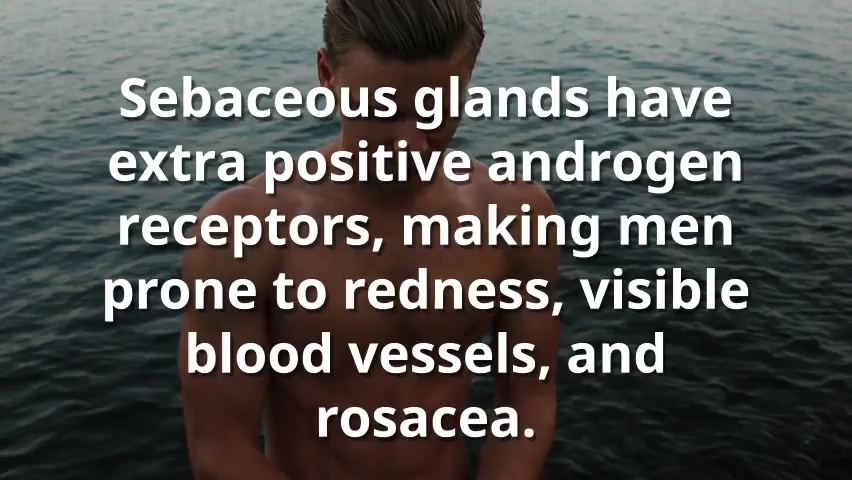 Sebaceous glands have
extra positive androgen
receptors, making men
prone to redness, visible
blood vessels, and
rosacea.